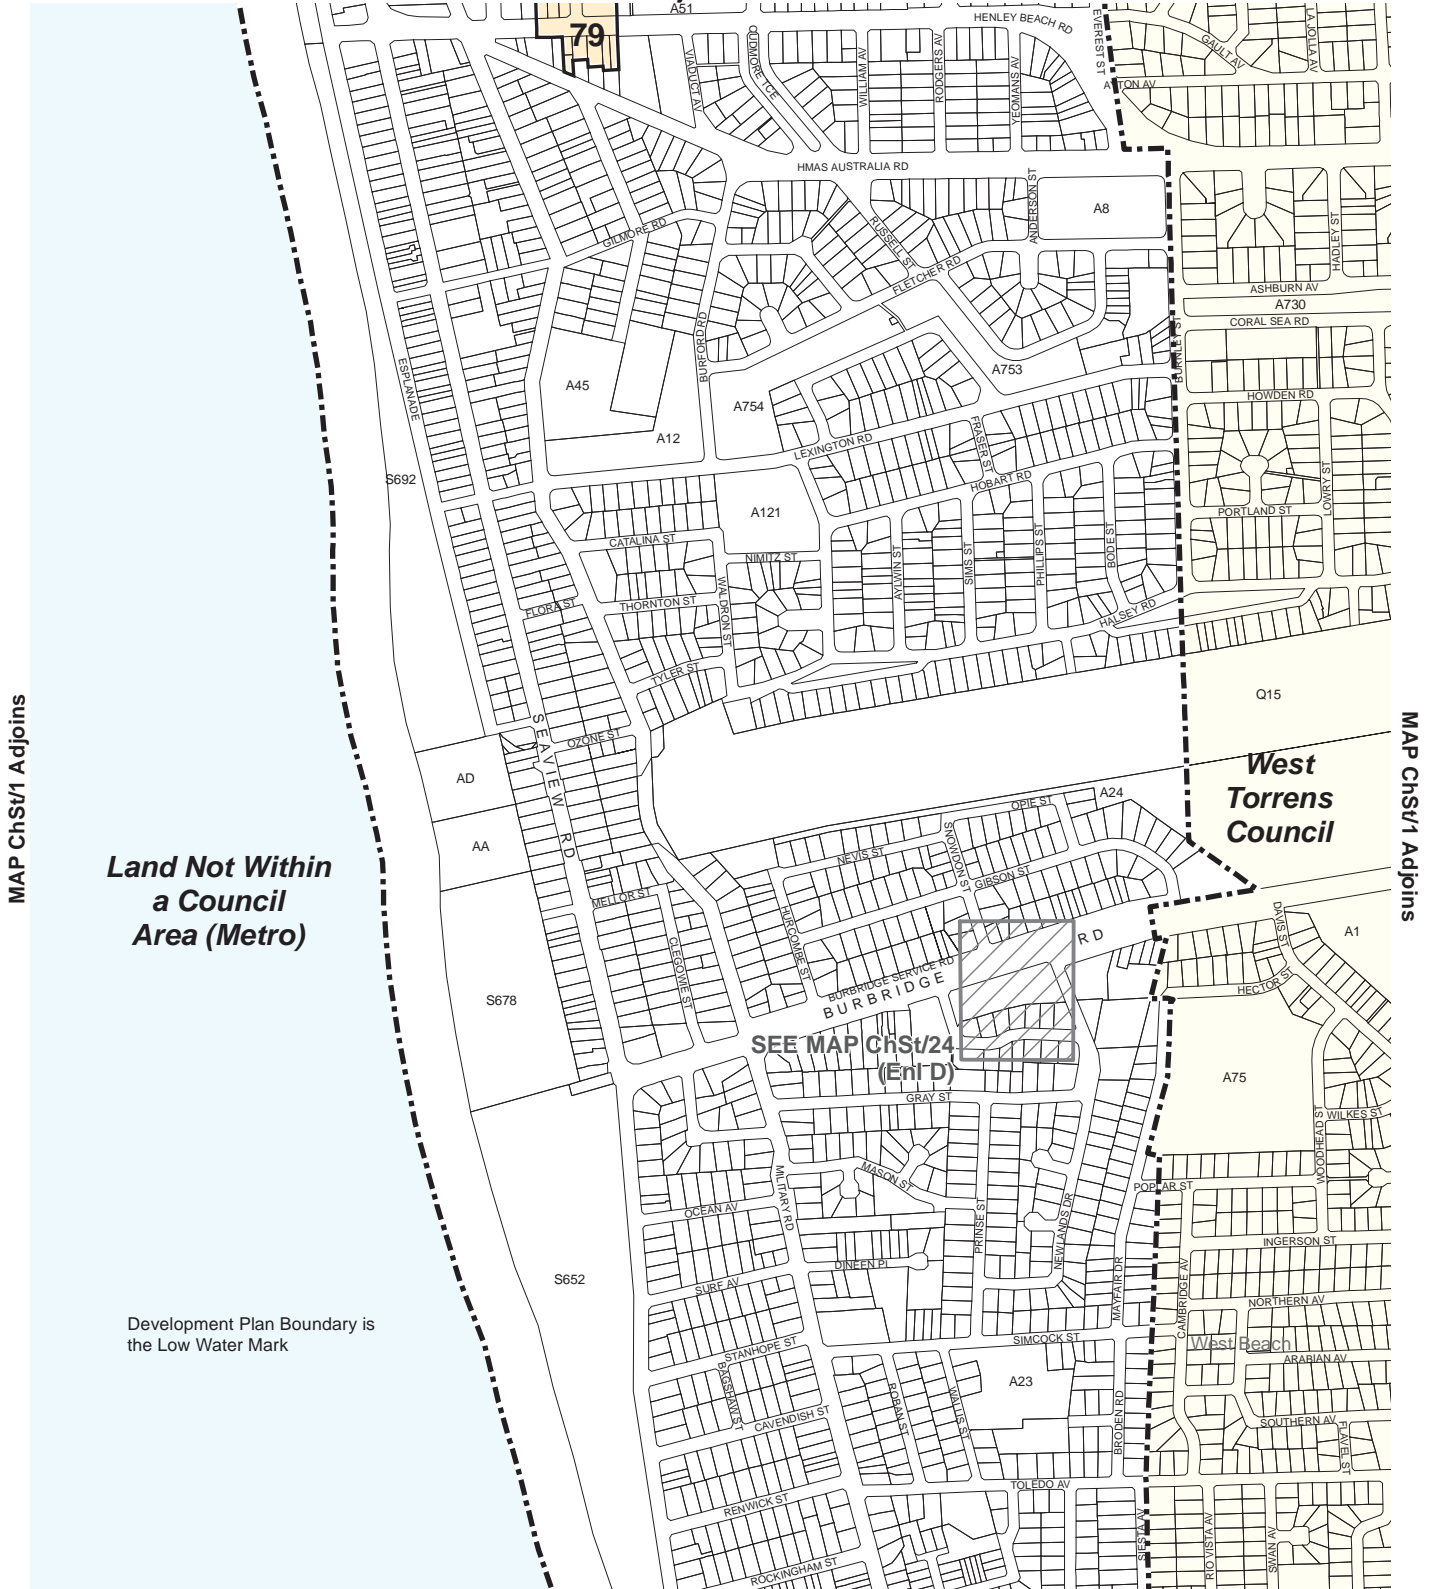 A51
HENLEY BEACH RD
79
EVEREST ST
GAULT AV
LA JOLLA AV
VIADUCT AV
CUDMORE TCE
WILLIAM AV
RODGERS AV
YEOMANS AV
AYTON AV
HMAS AUSTRALIA RD
ANDERSON ST
A8
GILMORE RD
RUSSELL ST
FLETCHER RD
HADLEY ST
ASHBURN AV
A730
CORAL SEA RD
BURFORD RD
BURNLEY ST
ESPLANADE
A45
A753
A754
HOWDEN RD
A12
LEXINGTON RD
FRASER ST
S692
HOBART RD
LOWRY ST
A121
PORTLAND ST
CATALINA ST
NIMITZ ST
AYLWIN ST
SIMS ST
PHILLIPS ST
BODE ST
FLORA ST
THORNTON ST
WALDRON ST
HALSEY RD
TYLER ST
Q15
MAP ChSt/1 Adjoins
MAP ChSt/1 Adjoins
SEAVIEW RD
OZONE ST
AD
West
Torrens
Council
A24
OPIE ST
AA
SNOWDON ST
NEVIS ST
GIBSON ST
Land Not Within
a Council
Area (Metro)
MELLOR ST
HURCOMBE ST
DAVIS ST
A1
CLEGOWIE ST
BURBRIDGE SERVICE RD
BURBRIDGE RD
HECTOR ST
S678
SEE MAP ChSt/24
(Enl D)
A75
GRAY ST
WILKES ST
WOODHEAD ST
MASON ST
MILITARY RD
POPLAR ST
OCEAN AV
PRINSE ST
NEWLANDS DR
INGERSON ST
DINEEN PL
S652
SURF AV
MAYFAIR DR
CAMBRIDGE AV
NORTHERN AV
Development Plan Boundary is
the Low Water Mark
STANHOPE ST
SIMCOCK ST
West Beach
ARABIAN AV
BAGSHAW ST
ROBAN ST
WALLIS ST
A23
CAVENDISH ST
BRODEN RD
SOUTHERN AV
FLAVEL ST
TOLEDO AV
RENWICK ST
SIESTA AV
RIO VISTA AV
SWAN AV
ROCKINGHAM ST